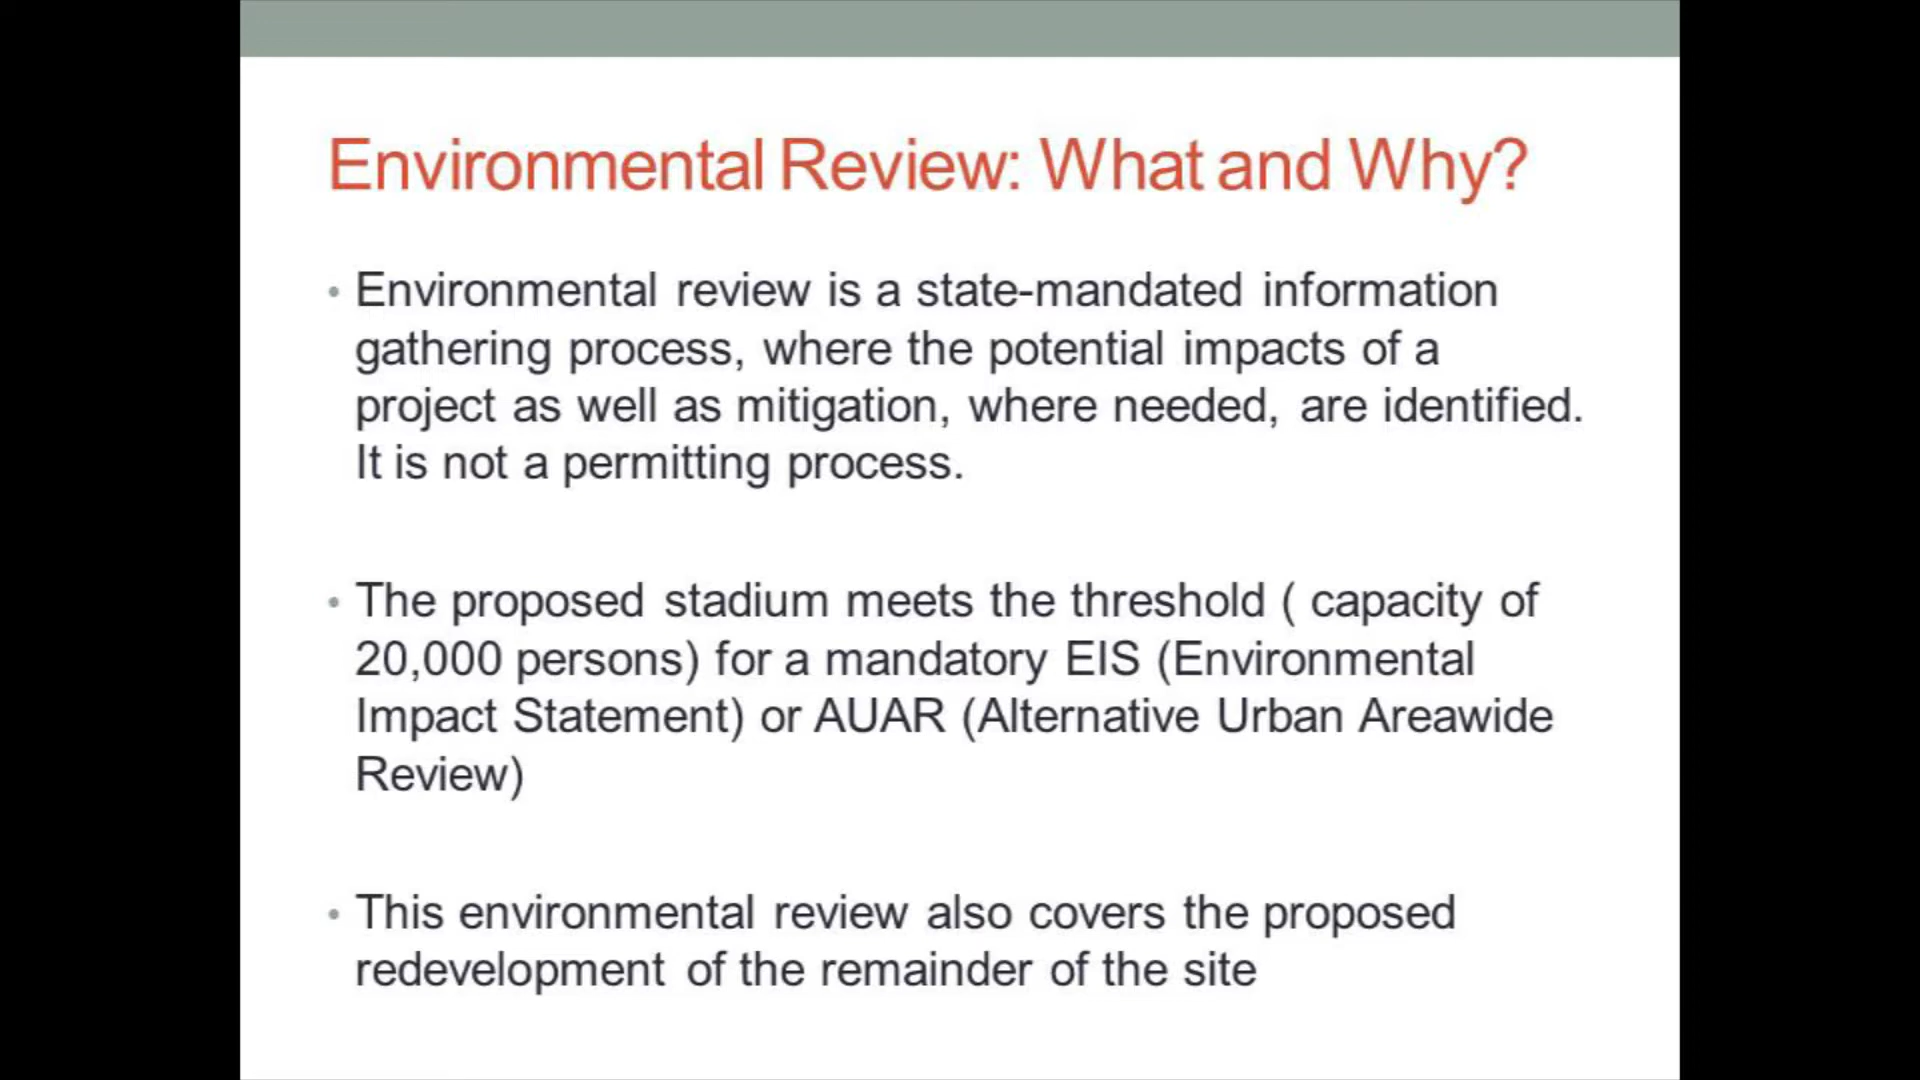 Environmental Review: What and Why?
• Environmental review is a state-mandated information
gathering process, where the potential impacts of a
project as well as mitigation, where needed, are identified.
It is not a permitting process.
• The proposed stadium meets the threshold ( capacity of
20,000 persons) for a mandatory EIS (Environmental
Impact Statement) or AUAR (Alternative Urban Areawide
Review)
• This environmental review also covers the proposed
redevelopment of the remainder of the site